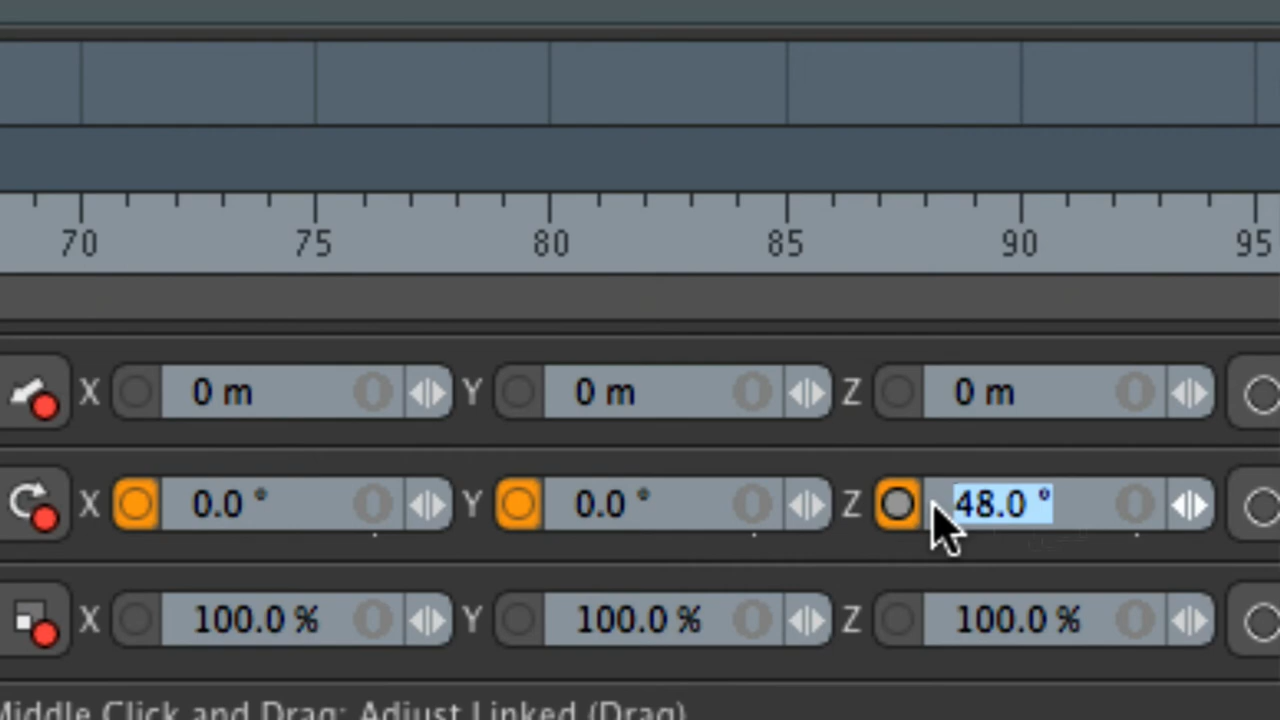 70 75 80 85 90 95
X 0 m Y 0 m Z 0 m
X 0.0 ° Y 0.0 ° Z 48.0 °
X 100.0 % Y 100.0 % Z 100.0 %
Middle Click and Drag: Adjust Linked (Drag)